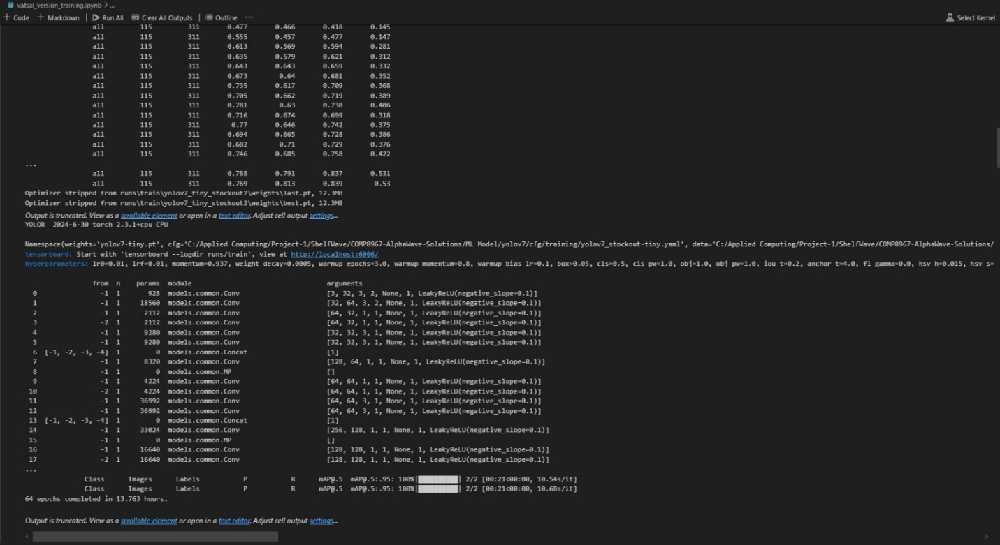 vatsal_version_training.ipynb > ...
+ Code + Markdown | Run All Clear All Outputs | Outline ... Select Kernel
all 115 311 0.477 0.466 0.418 0.145
all 115 311 0.555 0.457 0.477 0.147
all 115 311 0.613 0.569 0.594 0.281
all 115 311 0.635 0.579 0.621 0.312
all 115 311 0.643 0.643 0.659 0.332
all 115 311 0.673 0.64 0.681 0.352
all 115 311 0.735 0.617 0.709 0.368
all 115 311 0.705 0.662 0.719 0.389
all 115 311 0.781 0.63 0.738 0.406
all 115 311 0.716 0.674 0.699 0.318
all 115 311 0.77 0.646 0.742 0.375
all 115 311 0.694 0.665 0.728 0.386
all 115 311 0.682 0.71 0.729 0.376
all 115 311 0.746 0.685 0.758 0.422
...
all 115 311 0.788 0.791 0.837 0.531
all 115 311 0.769 0.813 0.839 0.53
Optimizer stripped from runs\train\yolov7_tiny_stockout2\weights\last.pt, 12.3MB
Optimizer stripped from runs\train\yolov7_tiny_stockout2\weights\best.pt, 12.3MB
Output is truncated. View as a scrollable element or open in a text editor. Adjust cell output settings...
YOLOR 2024-6-30 torch 2.3.1+cpu CPU
Namespace(weights='yolov7-tiny.pt', cfg='C:/Applied Computing/Project-1/ShelfWave/COMP8967-AlphaWave-Solutions/ML Model/yolov7/cfg/training/yolov7_stockout-tiny.yaml', data='C:/Applied Computing/Project-1/ShelfWave/COMP8967-AlphaWave-Solutions/
tensorboard: Start with 'tensorboard --logdir runs/train', view at http://localhost:6006/
hyperparameters: lr0=0.01, lrf=0.01, momentum=0.937, weight_decay=0.0005, warmup_epochs=3.0, warmup_momentum=0.8, warmup_bias_lr=0.1, box=0.05, cls=0.5, cls_pw=1.0, obj=1.0, obj_pw=1.0, iou_t=0.2, anchor_t=4.0, fl_gamma=0.0, hsv_h=0.015, hsv_s=
from n params module arguments
0 -1 1 928 models.common.Conv [3, 32, 3, 2, None, 1, LeakyReLU(negative_slope=0.1)]
1 -1 1 18560 models.common.Conv [32, 64, 3, 2, None, 1, LeakyReLU(negative_slope=0.1)]
2 -1 1 2112 models.common.Conv [64, 32, 1, 1, None, 1, LeakyReLU(negative_slope=0.1)]
3 -2 1 2112 models.common.Conv [64, 32, 1, 1, None, 1, LeakyReLU(negative_slope=0.1)]
4 -1 1 9280 models.common.Conv [32, 32, 3, 1, None, 1, LeakyReLU(negative_slope=0.1)]
5 -1 1 9280 models.common.Conv [32, 32, 3, 1, None, 1, LeakyReLU(negative_slope=0.1)]
6 [-1, -2, -3, -4] 1 0 models.common.Concat [1]
7 -1 1 8320 models.common.Conv [128, 64, 1, 1, None, 1, LeakyReLU(negative_slope=0.1)]
8 -1 1 0 models.common.MP []
9 -1 1 4224 models.common.Conv [64, 64, 1, 1, None, 1, LeakyReLU(negative_slope=0.1)]
10 -2 1 4224 models.common.Conv [64, 64, 1, 1, None, 1, LeakyReLU(negative_slope=0.1)]
11 -1 1 36992 models.common.Conv [64, 64, 3, 1, None, 1, LeakyReLU(negative_slope=0.1)]
12 -1 1 36992 models.common.Conv [64, 64, 3, 1, None, 1, LeakyReLU(negative_slope=0.1)]
13 [-1, -2, -3, -4] 1 0 models.common.Concat [1]
14 -1 1 33024 models.common.Conv [256, 128, 1, 1, None, 1, LeakyReLU(negative_slope=0.1)]
15 -1 1 0 models.common.MP []
16 -1 1 16640 models.common.Conv [128, 128, 1, 1, None, 1, LeakyReLU(negative_slope=0.1)]
17 -2 1 16640 models.common.Conv [128, 128, 1, 1, None, 1, LeakyReLU(negative_slope=0.1)]
...
Class Images Labels P R mAP@.5 mAP@.5:.95: 100%|██████████| 2/2 [00:21<00:00, 10.54s/it]
Class Images Labels P R mAP@.5 mAP@.5:.95: 100%|██████████| 2/2 [00:21<00:00, 10.68s/it]
64 epochs completed in 13.763 hours.
Output is truncated. View as a scrollable element or open in a text editor. Adjust cell output settings...